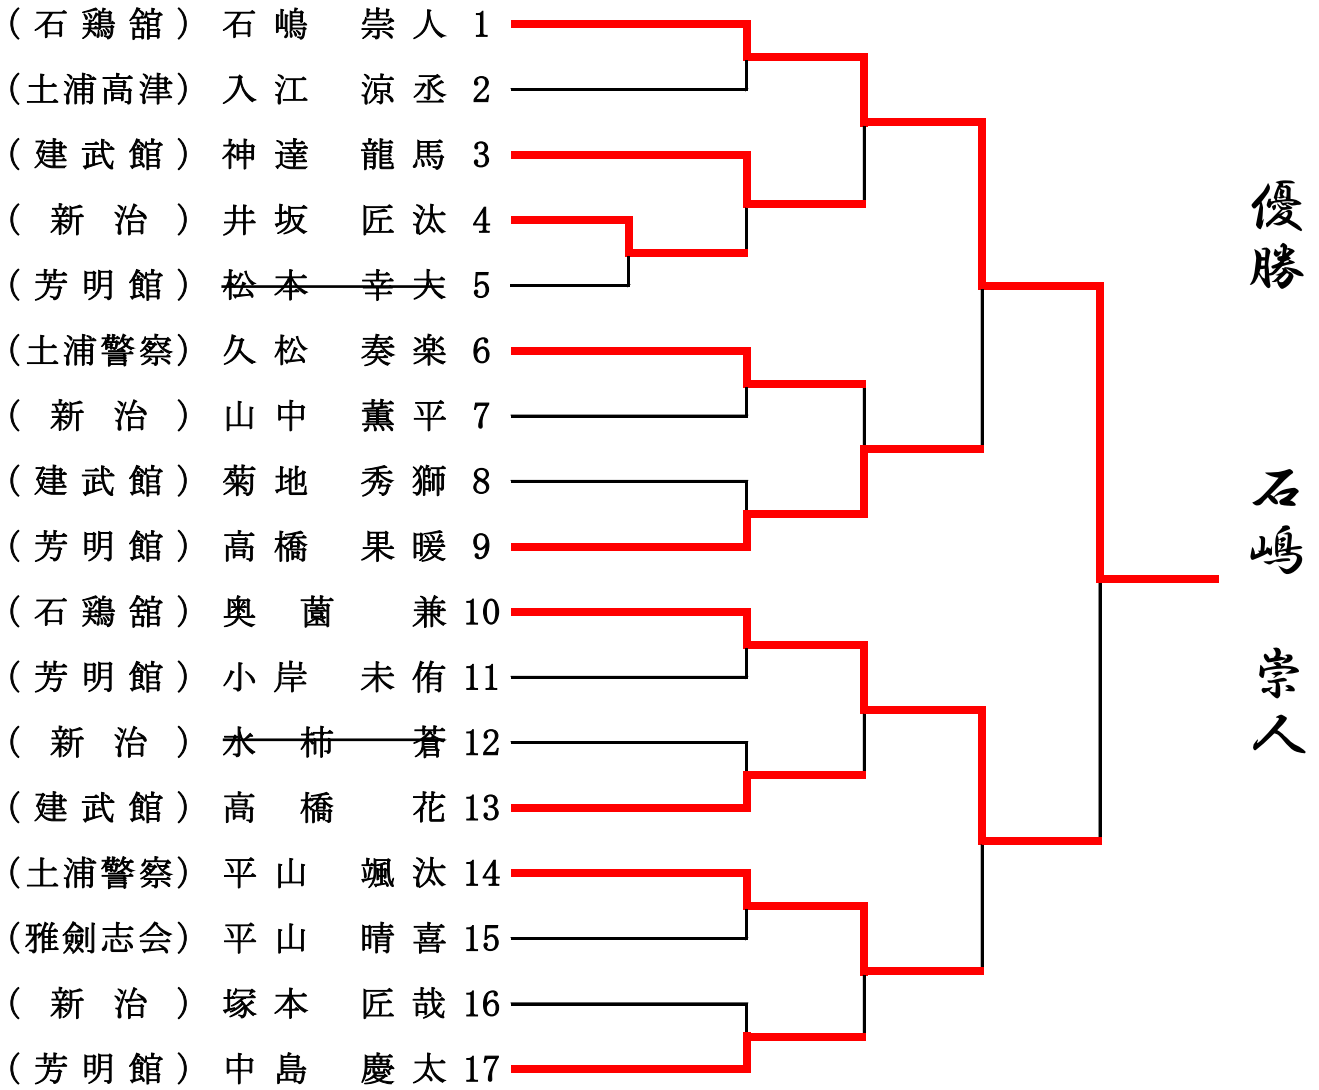 (石鶏舘) 石嶋 崇人 1
(土浦高津) 入江 涼丞 2
(建武館) 神達 龍馬 3
(新治) 井坂 匠汰 4
(芳明館) 松本 幸大 5
(土浦警察) 久松 奏楽 6
(新治) 山中 薫平 7
(建武館) 菊地 秀獅 8
(芳明館) 高橋 果暖 9
(石鶏舘) 奥薗 兼 10
(芳明館) 小岸 未侑 11
(新治) 水柿 蒼 12
(建武館) 高橋 花 13
(土浦警察) 平山 颯汰 14
(雅劍志会) 平山 晴喜 15
(新治) 塚本 匠哉 16
(芳明館) 中島 慶太 17
優勝 石嶋 崇人